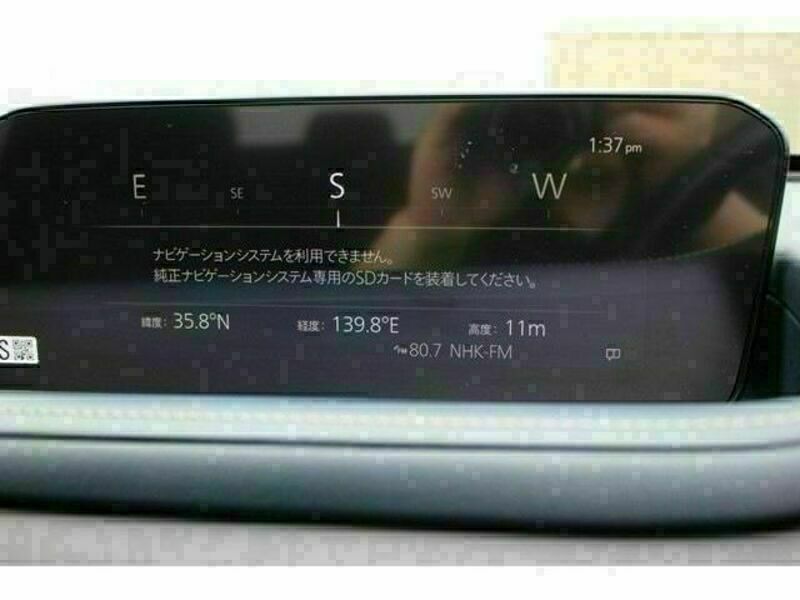 1:37pm
E SE S SW W
ナビゲーションシステムを利用できません。
純正ナビゲーションシステム専用のSDカードを装着してください。
緯度: 35.8°N 経度: 139.8°E 高度: 11m
FM 80.7 NHK-FM
S